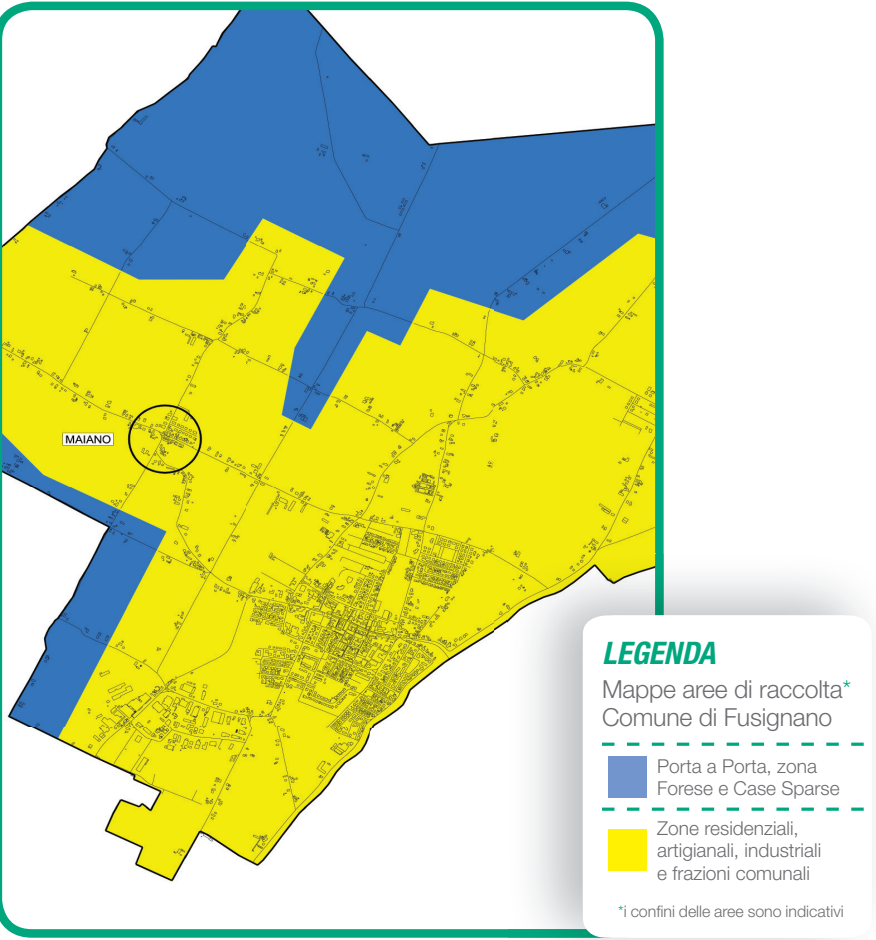 MAIANO
LEGENDA
Mappe aree di raccolta*
Comune di Fusignano
Porta a Porta, zona
Forese e Case Sparse
Zone residenziali,
artigianali, industriali
e frazioni comunali
*i confini delle aree sono indicativi